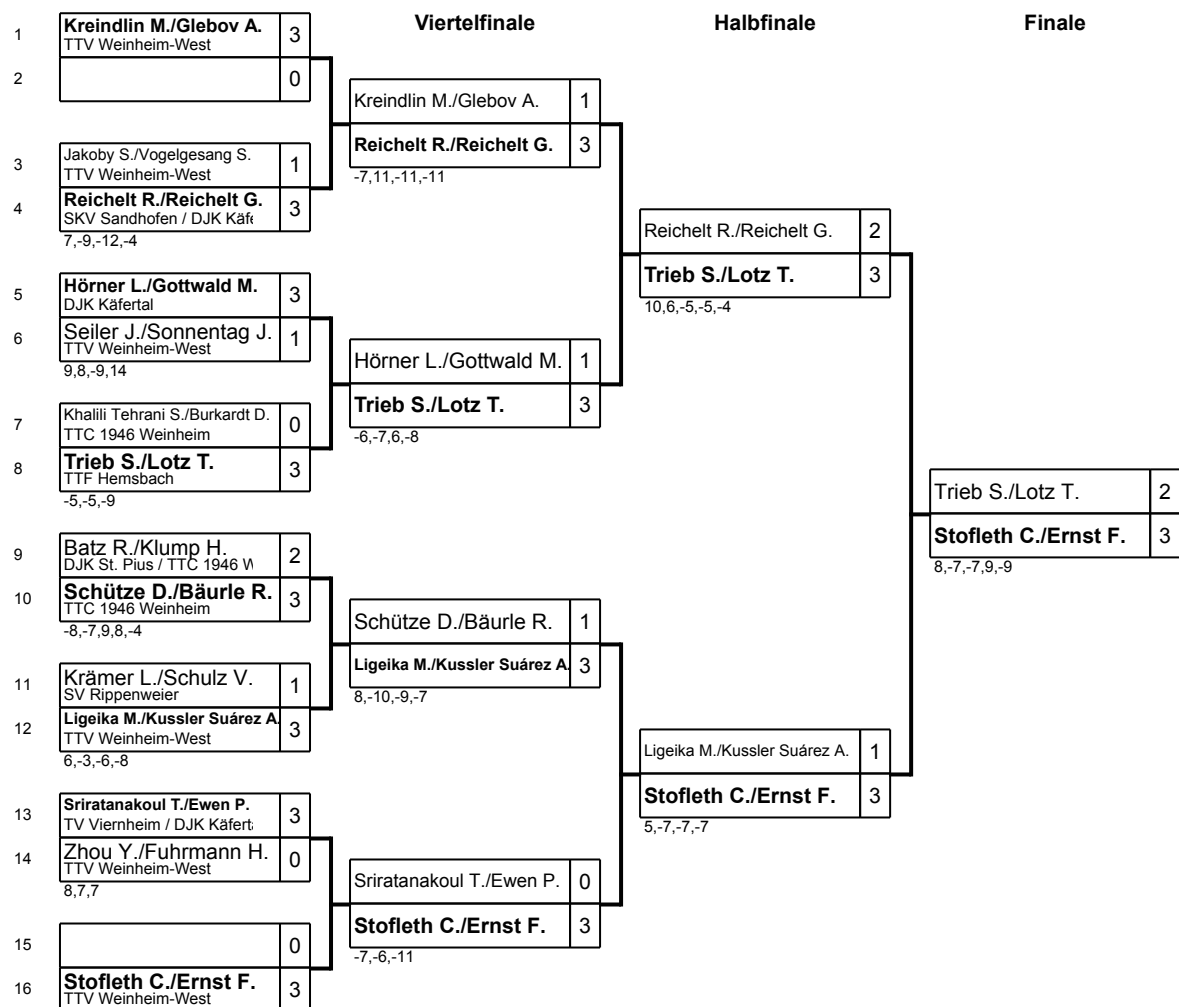 Viertelfinale
Halbfinale
Finale
1
Kreindlin M./Glebov A.
3
TTV Weinheim-West
2
0
Kreindlin M./Glebov A.
1
Reichelt R./Reichelt G.
3
-7,11,-11,-11
3
Jakoby S./Vogelgesang S.
1
TTV Weinheim-West
4
Reichelt R./Reichelt G.
3
SKV Sandhofen / DJK Käfe
7,-9,-12,-4
Reichelt R./Reichelt G.
2
Trieb S./Lotz T.
3
10,6,-5,-5,-4
5
Hörner L./Gottwald M.
3
DJK Käfertal
6
Seiler J./Sonnentag J.
1
TTV Weinheim-West
9,8,-9,14
Hörner L./Gottwald M.
1
Trieb S./Lotz T.
3
-6,-7,6,-8
7
Khalili Tehrani S./Burkardt D.
0
TTC 1946 Weinheim
8
Trieb S./Lotz T.
3
TTF Hemsbach
-5,-5,-9
Trieb S./Lotz T.
2
Stofleth C./Ernst F.
3
8,-7,-7,9,-9
9
Batz R./Klump H.
2
DJK St. Pius / TTC 1946 W
10
Schütze D./Bäurle R.
3
TTC 1946 Weinheim
-8,-7,9,8,-4
Schütze D./Bäurle R.
1
Ligeika M./Kussler Suárez A.
3
8,-10,-9,-7
11
Krämer L./Schulz V.
1
SV Rippenweier
12
Ligeika M./Kussler Suárez A.
3
TTV Weinheim-West
6,-3,-6,-8
Ligeika M./Kussler Suárez A.
1
Stofleth C./Ernst F.
3
5,-7,-7,-7
13
Sriratanakoul T./Ewen P.
3
TV Viernheim / DJK Käferta
14
Zhou Y./Fuhrmann H.
0
TTV Weinheim-West
8,7,7
Sriratanakoul T./Ewen P.
0
Stofleth C./Ernst F.
3
-7,-6,-11
15
0
16
Stofleth C./Ernst F.
3
TTV Weinheim-West